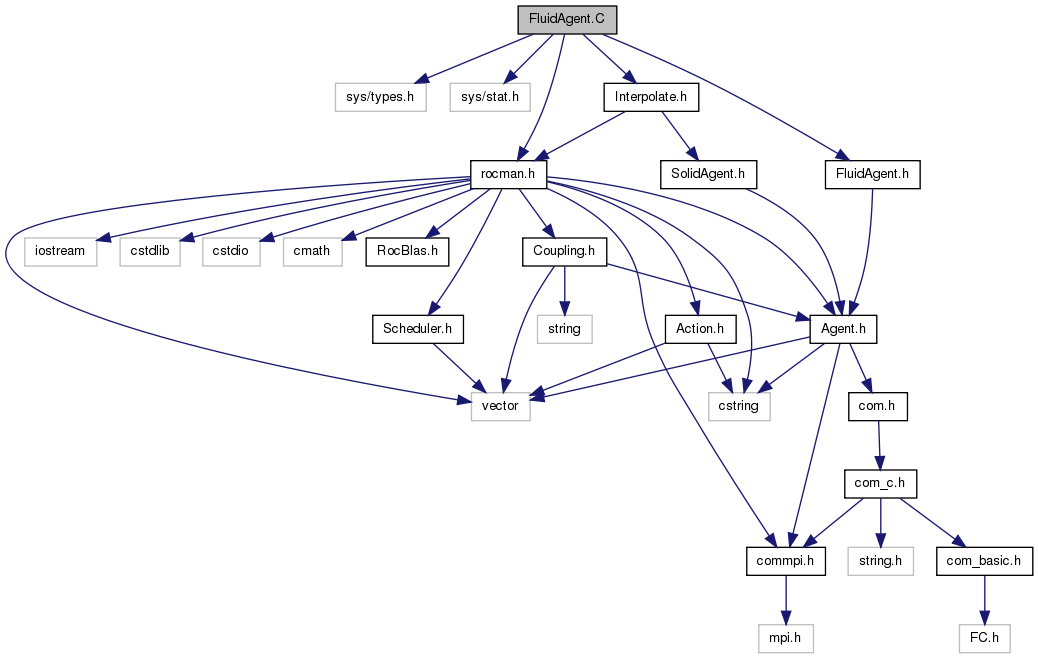 FluidAgent.C
sys/types.h
sys/stat.h
Interpolate.h
rocman.h
SolidAgent.h
FluidAgent.h
iostream
cstdlib
cstdio
cmath
RocBlas.h
Coupling.h
Scheduler.h
string
Action.h
Agent.h
vector
cstring
com.h
com_c.h
commpi.h
string.h
com_basic.h
mpi.h
FC.h